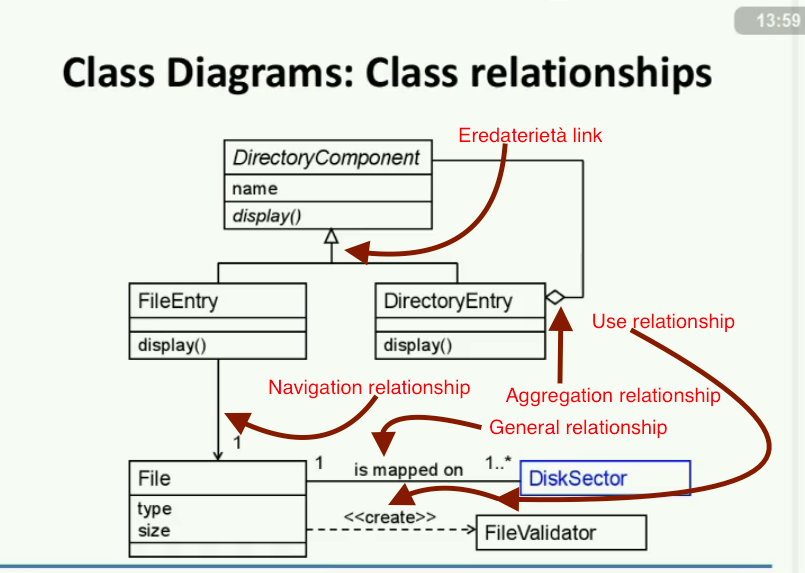 13:59
Class Diagrams: Class relationships
Eredaterietà link
DirectoryComponent
name
display()
FileEntry
display()
DirectoryEntry
display()
Use relationship
Navigation relationship
Aggregation relationship
General relationship
1
1
is mapped on
1..*
File
type
size
DiskSector
<<create>>
FileValidator